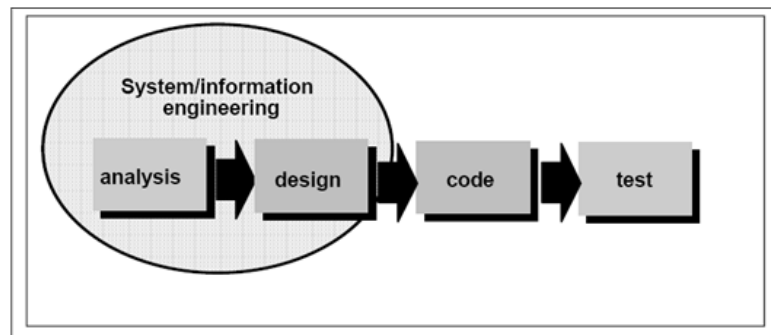 System/information
engineering
analysis
design
code
test